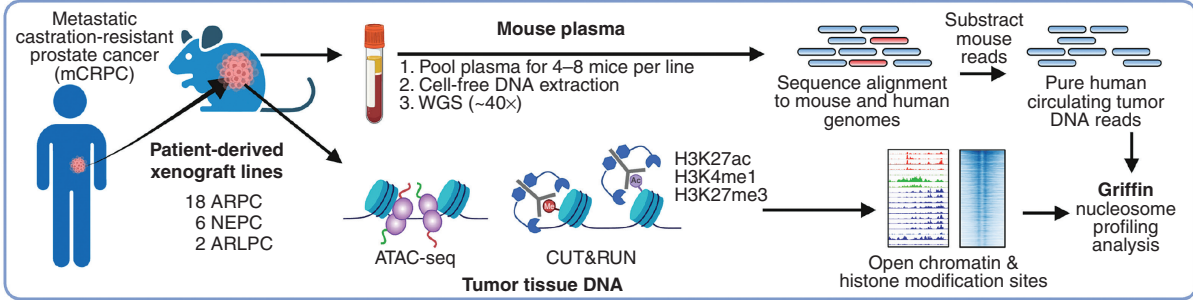 Metastatic
castration-resistant
prostate cancer
(mCRPC)
Patient-derived
xenograft lines
18 ARPC
6 NEPC
2 ARLPC
Mouse plasma
1. Pool plasma for 4–8 mice per line
2. Cell-free DNA extraction
3. WGS (~40×)
Sequence alignment
to mouse and human
genomes
Substract
mouse
reads
Pure human
circulating tumor
DNA reads
ATAC-seq
Me
Ac
CUT&RUN
H3K27ac
H3K4me1
H3K27me3
Tumor tissue DNA
Open chromatin &
histone modification sites
Griffin
nucleosome
profiling
analysis